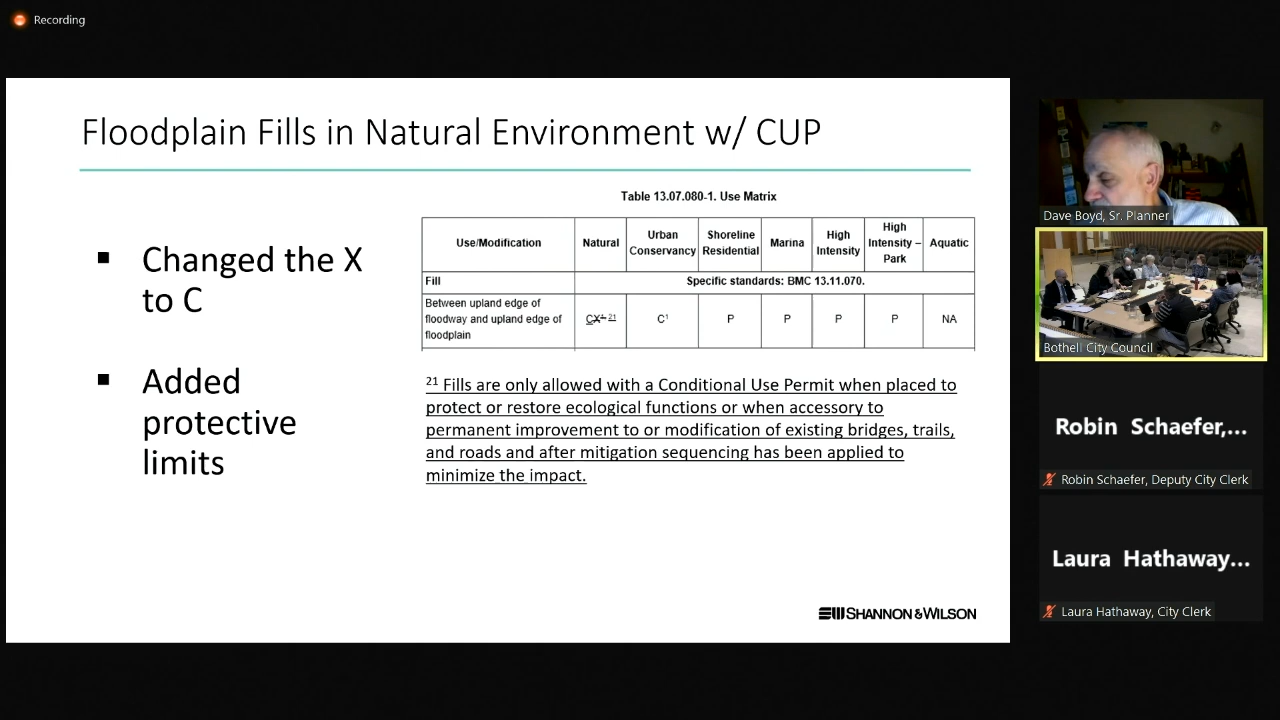 Recording
Floodplain Fills in Natural Environment w/ CUP
Changed the X
to C
Added
protective
limits
Table 13.07.080-1. Use Matrix
Use/Modification Natural Urban Conservancy Shoreline Residential Marina High Intensity High Intensity – Park Aquatic
Fill Specific standards: BMC 13.11.070.
Between upland edge of
floodway and upland edge of
floodplain
CX1 21 C1 P P P P NA
21 Fills are only allowed with a Conditional Use Permit when placed to
protect or restore ecological functions or when accessory to
permanent improvement to or modification of existing bridges, trails,
and roads and after mitigation sequencing has been applied to
minimize the impact.
SHANNON & WILSON
Dave Boyd, Sr. Planner
Bothell City Council
Robin Schaefer,...
Robin Schaefer, Deputy City Clerk
Laura Hathaway...
Laura Hathaway, City Clerk